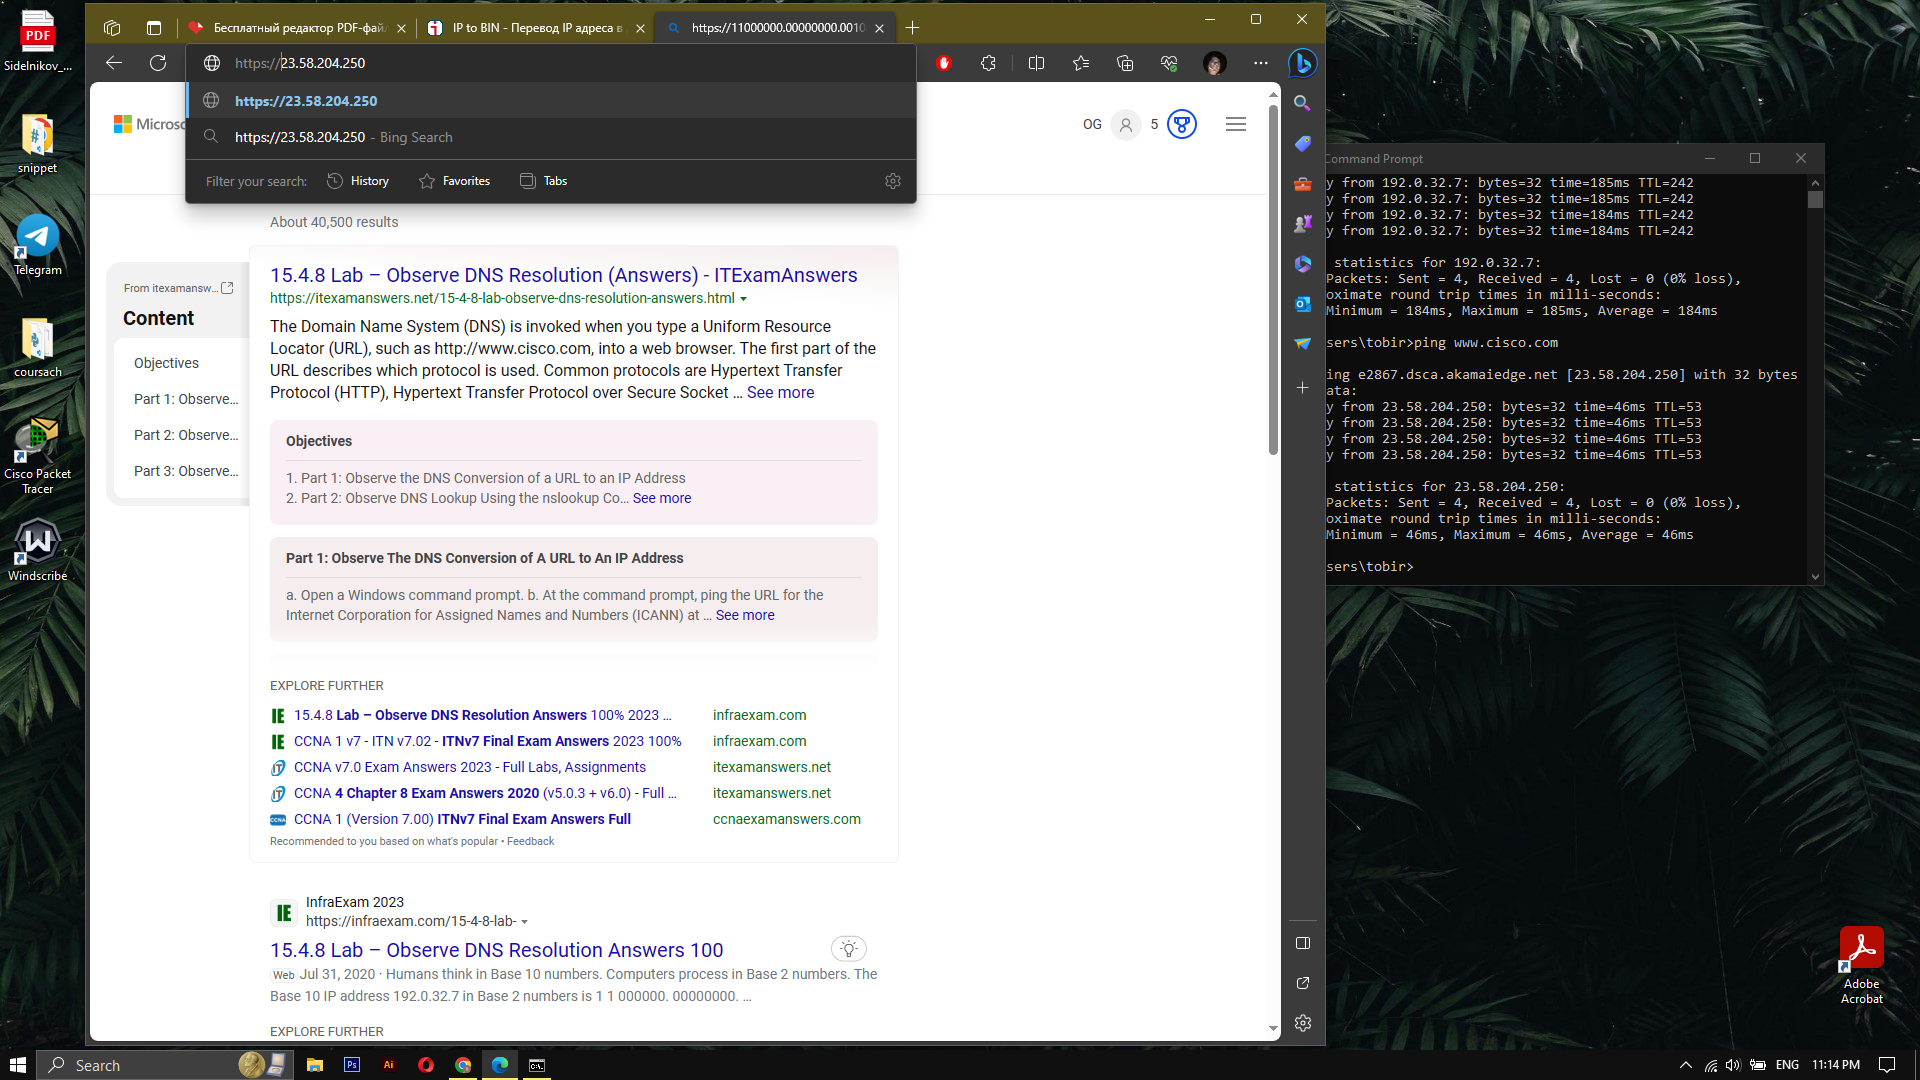 Sidelnikov_...
snippet
Telegram
coursach
Cisco Packet
Tracer
Windscribe
Бесплатный редактор PDF-фай
IP to BIN - Перевод IP адреса в
https://11000000.00000000.0010
https://23.58.204.250
https://23.58.204.250
https://23.58.204.250 - Bing Search
Filter your search:
History
Favorites
Tabs
Micros
OG
5
About 40,500 results
From itexamansw...
Content
Objectives
Part 1: Observe...
Part 2: Observe...
Part 3: Observe...
15.4.8 Lab – Observe DNS Resolution (Answers) - ITExamAnswers
https://itexamanswers.net/15-4-8-lab-observe-dns-resolution-answers.html
The Domain Name System (DNS) is invoked when you type a Uniform Resource
Locator (URL), such as http://www.cisco.com, into a web browser. The first part of the
URL describes which protocol is used. Common protocols are Hypertext Transfer
Protocol (HTTP), Hypertext Transfer Protocol over Secure Socket ... See more
Objectives
1. Part 1: Observe the DNS Conversion of a URL to an IP Address
2. Part 2: Observe DNS Lookup Using the nslookup Co... See more
Part 1: Observe The DNS Conversion of A URL to An IP Address
a. Open a Windows command prompt. b. At the command prompt, ping the URL for the
Internet Corporation for Assigned Names and Numbers (ICANN) at ... See more
EXPLORE FURTHER
15.4.8 Lab – Observe DNS Resolution Answers 100% 2023 ... infraexam.com
CCNA 1 v7 - ITN v7.02 - ITNv7 Final Exam Answers 2023 100% infraexam.com
CCNA v7.0 Exam Answers 2023 - Full Labs, Assignments itexamanswers.net
CCNA 4 Chapter 8 Exam Answers 2020 (v5.0.3 + v6.0) - Full ... itexamanswers.net
CCNA 1 (Version 7.00) ITNv7 Final Exam Answers Full ccnaexamanswers.com
Recommended to you based on what's popular • Feedback
InfraExam 2023
https://infraexam.com/15-4-8-lab-
15.4.8 Lab – Observe DNS Resolution Answers 100
Web Jul 31, 2020 · Humans think in Base 10 numbers. Computers process in Base 2 numbers. The
Base 10 IP address 192.0.32.7 in Base 2 numbers is 1 1 000000. 00000000. ...
EXPLORE FURTHER
Command Prompt
y from 192.0.32.7: bytes=32 time=185ms TTL=242
y from 192.0.32.7: bytes=32 time=185ms TTL=242
y from 192.0.32.7: bytes=32 time=184ms TTL=242
y from 192.0.32.7: bytes=32 time=184ms TTL=242
statistics for 192.0.32.7:
Packets: Sent = 4, Received = 4, Lost = 0 (0% loss),
oximate round trip times in milli-seconds:
Minimum = 184ms, Maximum = 185ms, Average = 184ms
sers\tobir>ping www.cisco.com
ing e2867.dsca.akamaiedge.net [23.58.204.250] with 32 bytes
ata:
y from 23.58.204.250: bytes=32 time=46ms TTL=53
y from 23.58.204.250: bytes=32 time=46ms TTL=53
y from 23.58.204.250: bytes=32 time=46ms TTL=53
y from 23.58.204.250: bytes=32 time=46ms TTL=53
statistics for 23.58.204.250:
Packets: Sent = 4, Received = 4, Lost = 0 (0% loss),
oximate round trip times in milli-seconds:
Minimum = 46ms, Maximum = 46ms, Average = 46ms
sers\tobir>
Adobe
Acrobat
Search
ENG
11:14 PM